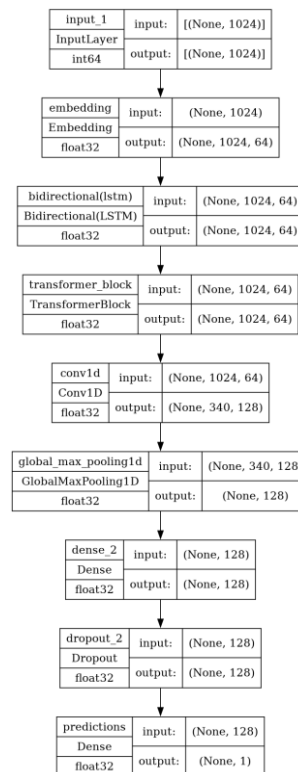 input_1 input: [(None, 1024)]
InputLayer
int64 output: [(None, 1024)]
embedding input: (None, 1024)
Embedding
float32 output: (None, 1024, 64)
bidirectional(lstm) input: (None, 1024, 64)
Bidirectional(LSTM)
float32 output: (None, 1024, 64)
transformer_block input: (None, 1024, 64)
TransformerBlock
float32 output: (None, 1024, 64)
conv1d input: (None, 1024, 64)
Conv1D
float32 output: (None, 340, 128)
global_max_pooling1d input: (None, 340, 128)
GlobalMaxPooling1D
float32 output: (None, 128)
dense_2 input: (None, 128)
Dense
float32 output: (None, 128)
dropout_2 input: (None, 128)
Dropout
float32 output: (None, 128)
predictions input: (None, 128)
Dense
float32 output: (None, 1)